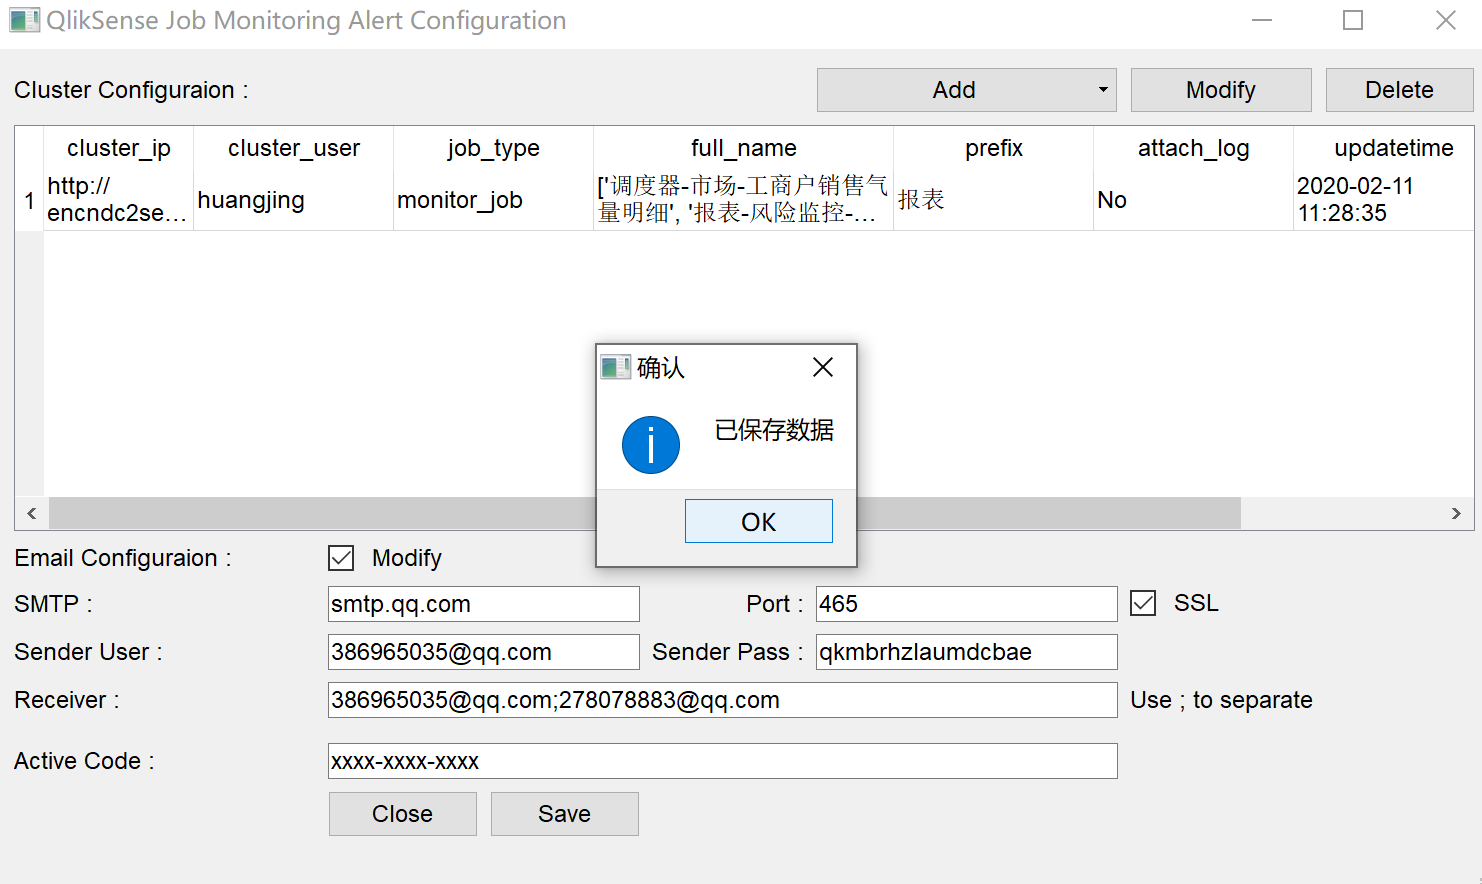 QlikSense Job Monitoring Alert Configuration
Cluster Configuraion :
Add
Modify
Delete
cluster_ip
cluster_user
job_type
full_name
prefix
attach_log
updatetime
1
http://
encndc2se...
huangjing
monitor_job
['调度器-市场-工商户销售气
量明细', '报表-风险监控-...
报表
No
2020-02-11
11:28:35
确认
已保存数据
OK
Email Configuraion :
Modify
SMTP :
smtp.qq.com
Port :
465
SSL
Sender User :
386965035@qq.com
Sender Pass :
qkmbrhzlaumdcbae
Receiver :
386965035@qq.com;278078883@qq.com
Use ; to separate
Active Code :
xxxx-xxxx-xxxx
Close
Save